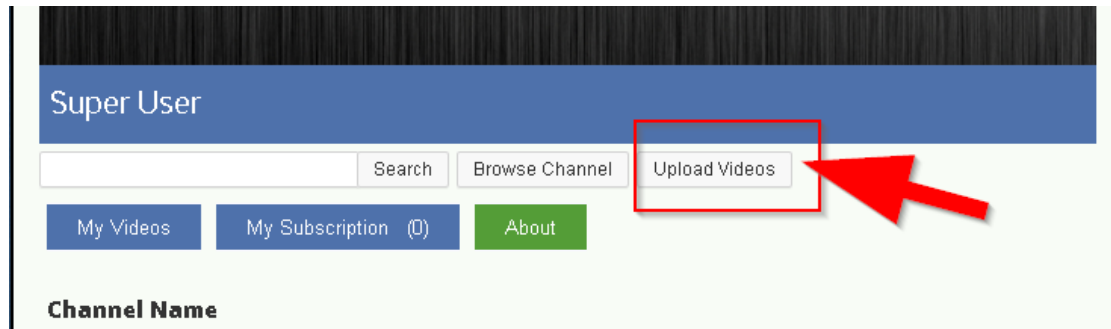 Super User
Search Browse Channel Upload Videos
My Videos My Subscription (0) About
Channel Name